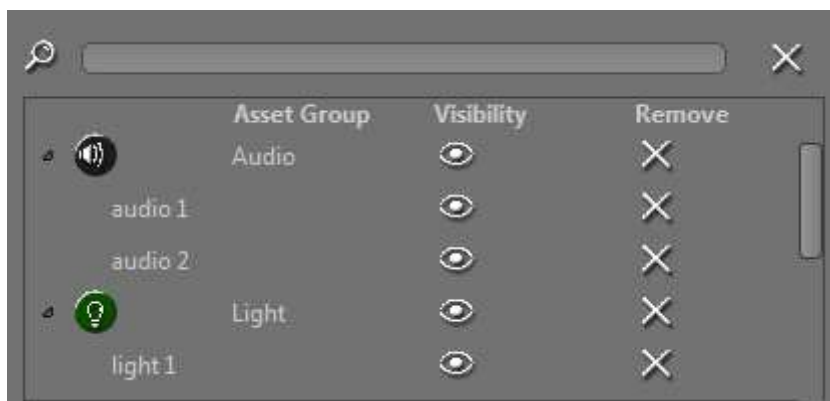 Asset Group Visibility Remove
Audio
audio 1
audio 2
Light
light 1